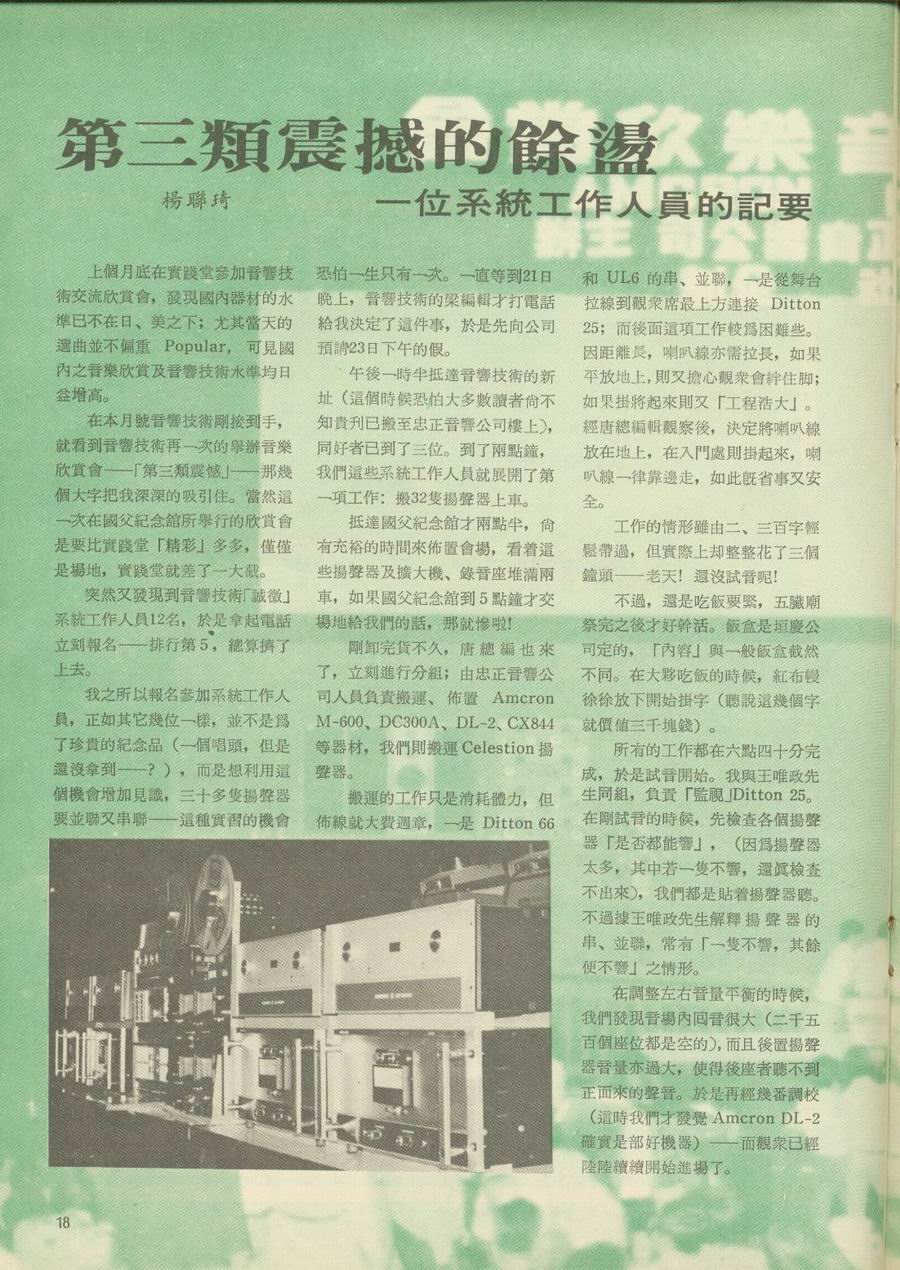 第三類震撼的餘盪
楊聯琦
一位系統工作人員的記要
上個月底在實踐堂參加音響技
術交流欣賞會，發現國內器材的水
準已不在日、美之下；尤其當天的
選曲並不偏重 Popular，可見國
內之音樂欣賞及音響技術水準均日
益增高。
在本月號音響技術剛接到手，
就看到音響技術再一次的舉辦音樂
欣賞會——「第三類震憾」——那幾
個大字把我深深的吸引住。當然這
一次在國父紀念館所舉行的欣賞會
是要比實踐堂「精彩」多多，僅僅
是場地，實踐堂就差了一大截。
突然又發現到音響技術「誠徵」
系統工作人員12名，於是拿起電話
立刻報名——排行第5，總算擠了
上去。
我之所以報名參加系統工作人
員，正如其它幾位一樣，並不是爲
了珍貴的紀念品（一個唱頭，但是
還沒拿到——？），而是想利用這
個機會增加見識，三十多隻揚聲器
要並聯又串聯——這種實習的機會
恐怕一生只有一次。一直等到21日
晚上，音響技術的梁編輯才打電話
給我決定了這件事，於是先向公司
預請23日下午的假。
午後一時半抵達音響技術的新
址（這個時候恐怕大多數讀者尙不
知貴刊已搬至忠正音響公司樓上），
同好者已到了三位。到了兩點鐘，
我們這些系統工作人員就展開了第
一項工作：搬32隻揚聲器上車。
抵達國父紀念館才兩點半，尙
有充裕的時間來佈置會場，看着這
些揚聲器及擴大機、錄音座堆滿兩
車，如果國父紀念館到5點鐘才交
場地給我們的話，那就慘啦！
剛卸完貨不久，唐總編也來
了，立刻進行分組；由忠正音響公
司人員負責搬運、佈置 Amcron
M-600、DC300A、DL-2、CX844
等器材，我們則搬運 Celestion 揚
聲器。
搬運的工作只是消耗體力，但
佈線就大費週章，一是 Ditton 66
和 UL6 的串、並聯，一是從舞台
拉線到觀衆席最上方連接 Ditton
25；而後面這項工作較爲困難些。
因距離長，喇叭線亦需拉長，如果
平放地上，則又擔心觀衆會絆住脚；
如果掛將起來則又「工程浩大」。
經唐總編輯觀察後，決定將喇叭線
放在地上，在入門處則掛起來，喇
叭線一律靠邊走，如此旣省事又安
全。
工作的情形雖由二、三百字輕
鬆帶過，但實際上却整整花了三個
鐘頭——老天！還沒試音呢！
不過，還是吃飯要緊，五臟廟
祭完之後才好幹活。飯盒是垣慶公
司定的，「內容」與一般飯盒截然
不同。在大夥吃飯的時候，紅布幔
徐徐放下開始掛字（聽說這幾個字
就價値三千塊錢）。
所有的工作都在六點四十分完
成，於是試音開始。我與王唯政先
生同組，負責「監視」Ditton 25。
在剛試音的時候，先檢查各個揚聲
器「是否都能響」，（因爲揚聲器
太多，其中若一隻不響，還眞檢查
不出來），我們都是貼着揚聲器聽。
不過據王唯政先生解釋揚聲器的
串、並聯，常有「一隻不響，其餘
便不響」之情形。
在調整左右音量平衡的時候，
我們發現音場內囘音很大（二千五
百個座位都是空的），而且後置揚聲
器音量亦過大，使得後座者聽不到
正面來的聲音。於是再經幾番調校
（這時我們才發覺 Amcron DL-2
確實是部好機器）——而觀衆已經
陸陸續續開始進場了。
18